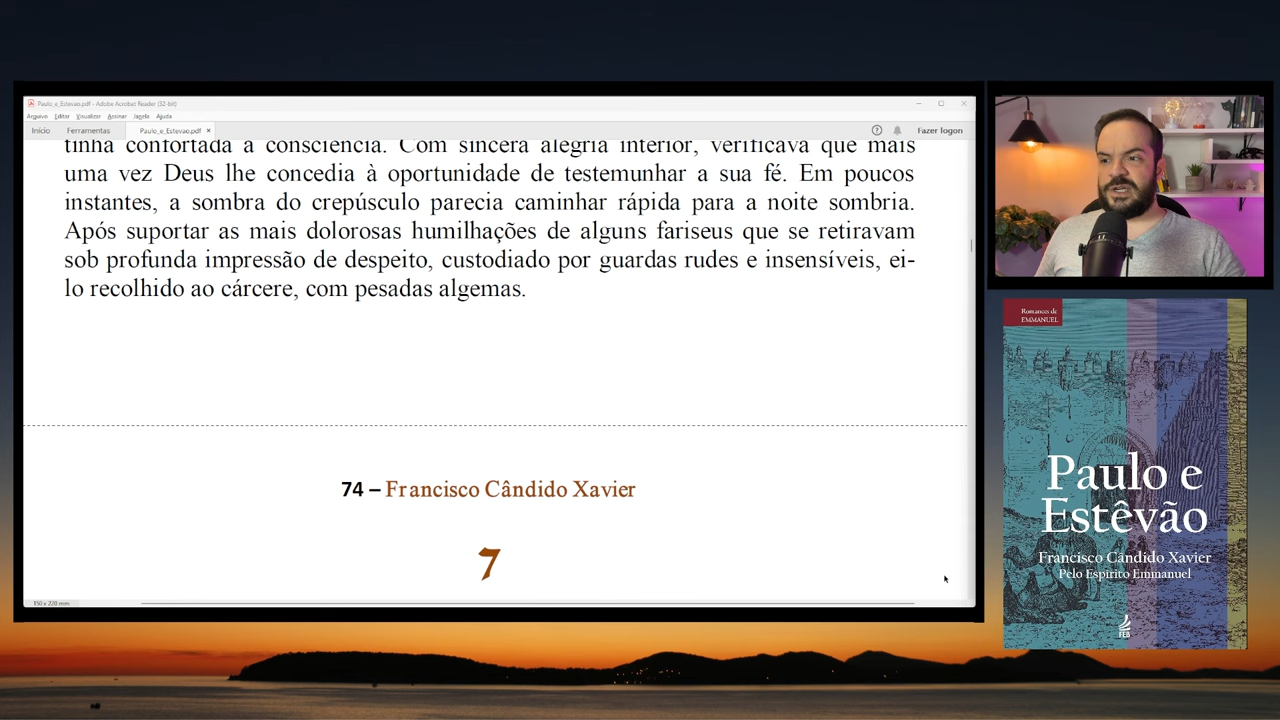 Paulo_e_Estevao.pdf - Adobe Acrobat Reader (32-bit)
Arquivo Editar Visualizar Assinar Janela Ajuda
Início Ferramentas Paulo_e_Estevao.pdf × Fazer logon
tinha confortada a consciência. Com sincera alegria interior, verificava que mais
uma vez Deus lhe concedia à oportunidade de testemunhar a sua fé. Em poucos
instantes, a sombra do crepúsculo parecia caminhar rápida para a noite sombria.
Após suportar as mais dolorosas humilhações de alguns fariseus que se retiravam
sob profunda impressão de despeito, custodiado por guardas rudes e insensíveis, ei-
lo recolhido ao cárcere, com pesadas algemas.
74 – Francisco Cândido Xavier
7
150 x 220 mm
Romances de
EMMANUEL
Paulo e
Estêvão
Francisco Cândido Xavier
Pelo Espírito Emmanuel
FEB